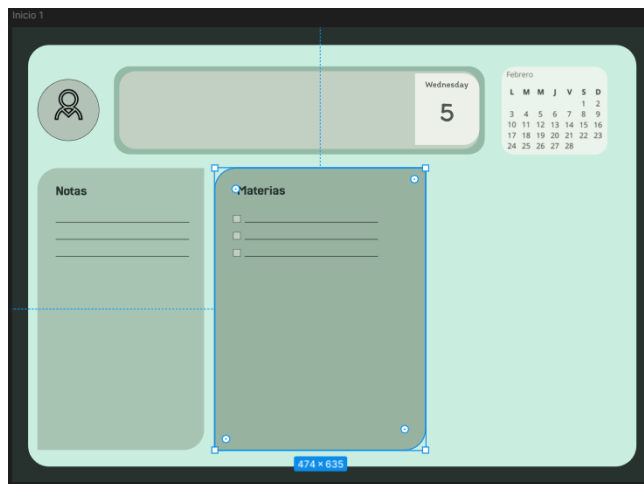 Inicio 1
Wednesday
5
Febrero
L M M J V S D
1 2
3 4 5 6 7 8 9
10 11 12 13 14 15 16
17 18 19 20 21 22 23
24 25 26 27 28
Notas
Materias
474 × 635